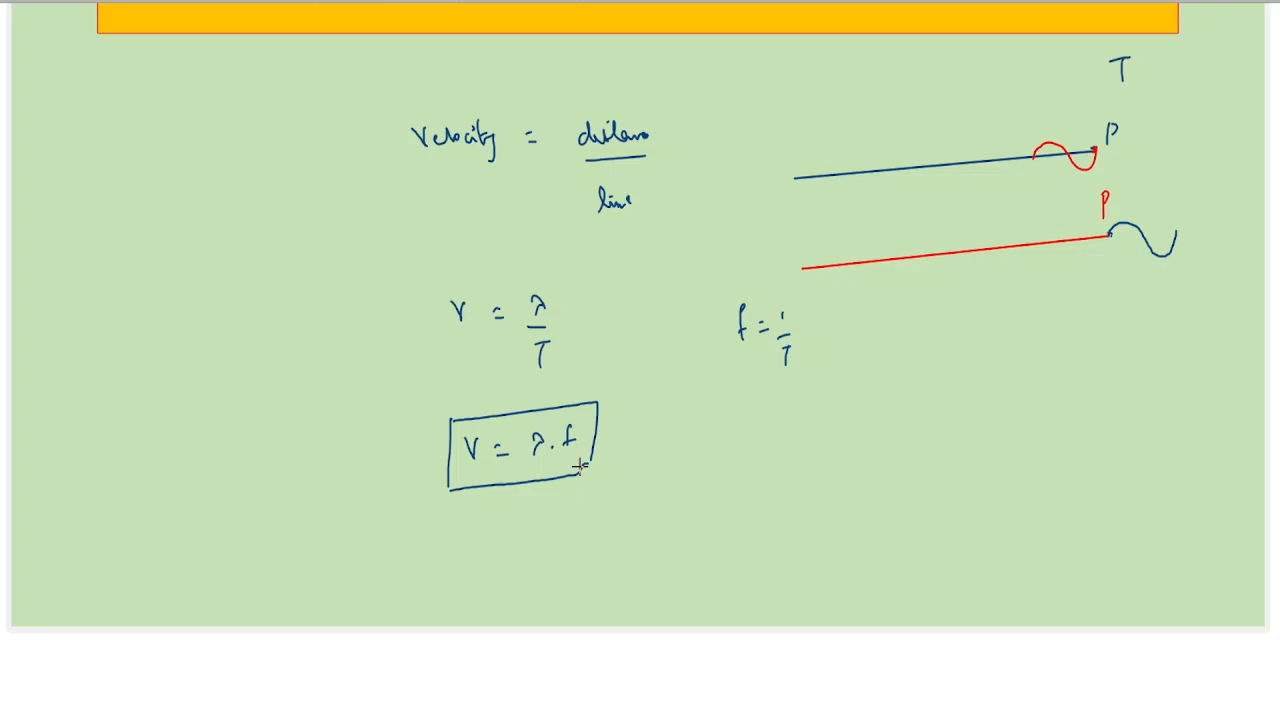 T
Velocity = distance
time
P
P
V = λ
T
f = 1
T
V = λ.f